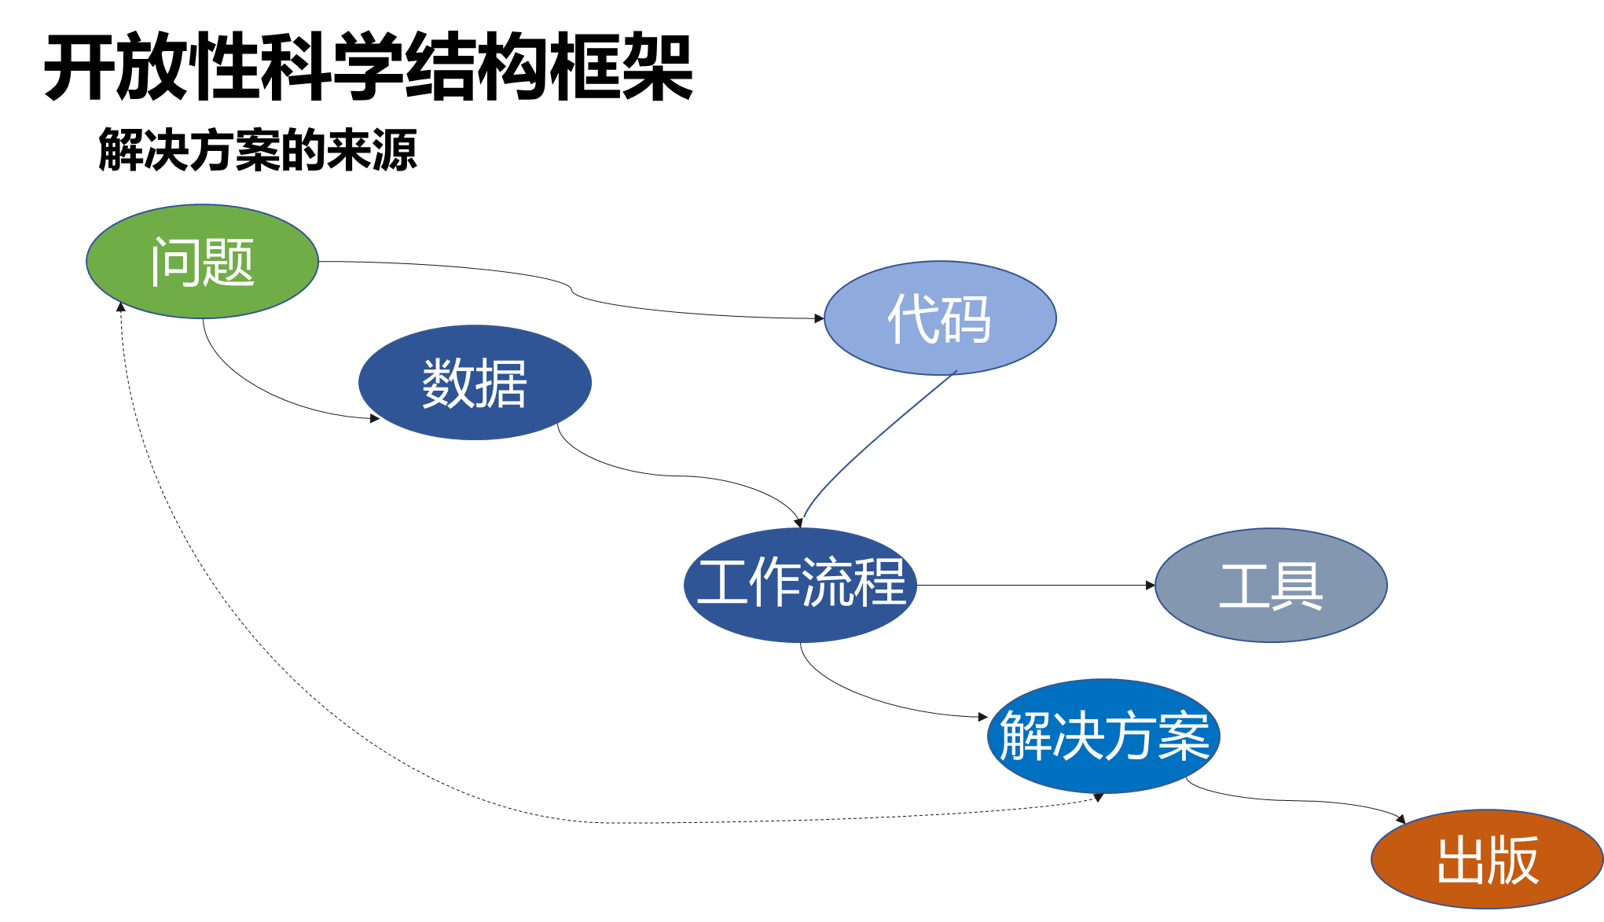 开放性科学结构框架
解决方案的来源
问题
代码
数据
工作流程
工具
解决方案
出版